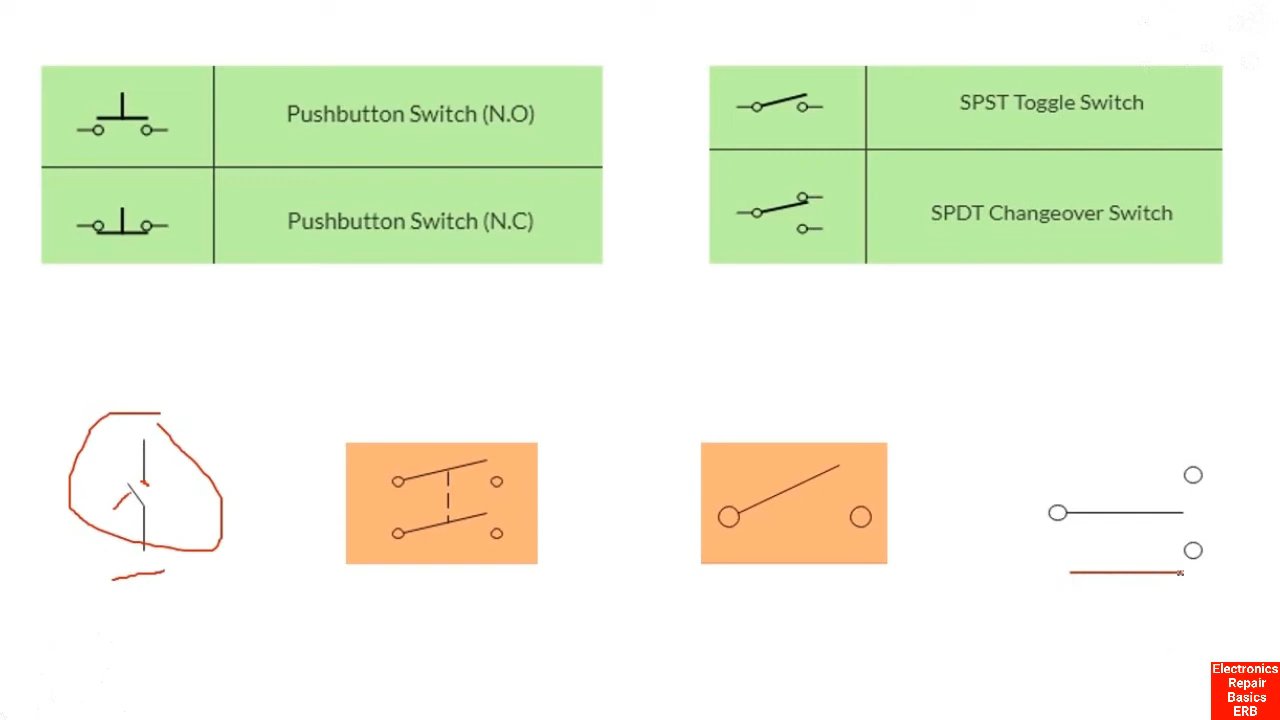 Pushbutton Switch (N.O)
Pushbutton Switch (N.C)
SPST Toggle Switch
SPDT Changeover Switch
Electronics
Repair
Basics
ERB